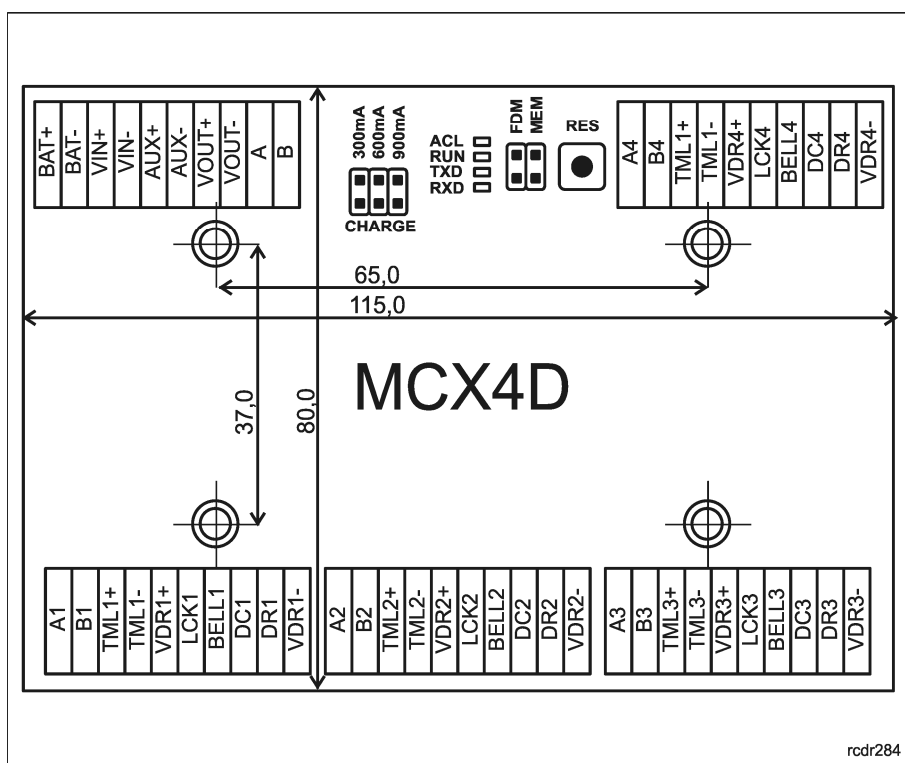 BAT+
BAT-
VIN+
VIN-
AUX+
AUX-
VOUT+
VOUT-
A
B
300mA
600mA
900mA
CHARGE
ACL
RUN
TXD
RXD
FDM
MEM
RES
A4
B4
TML1+
TML1-
VDR4+
LCK4
BELL4
DC4
DR4
VDR4-
65,0
115,0
37,0
80,0
MCX4D
A1
B1
TML1+
TML1-
VDR1+
LCK1
BELL1
DC1
DR1
VDR1-
A2
B2
TML2+
TML2-
VDR2+
LCK2
BELL2
DC2
DR2
VDR2-
A3
B3
TML3+
TML3-
VDR3+
LCK3
BELL3
DC3
DR3
VDR3-
rcdr284